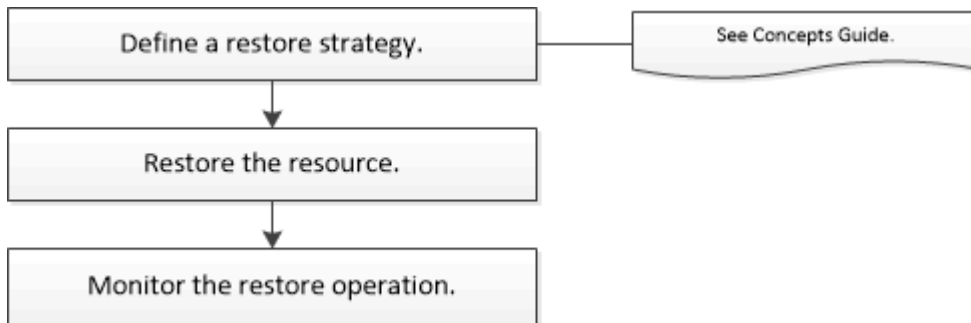 Define a restore strategy.
See Concepts Guide.
Restore the resource.
Monitor the restore operation.